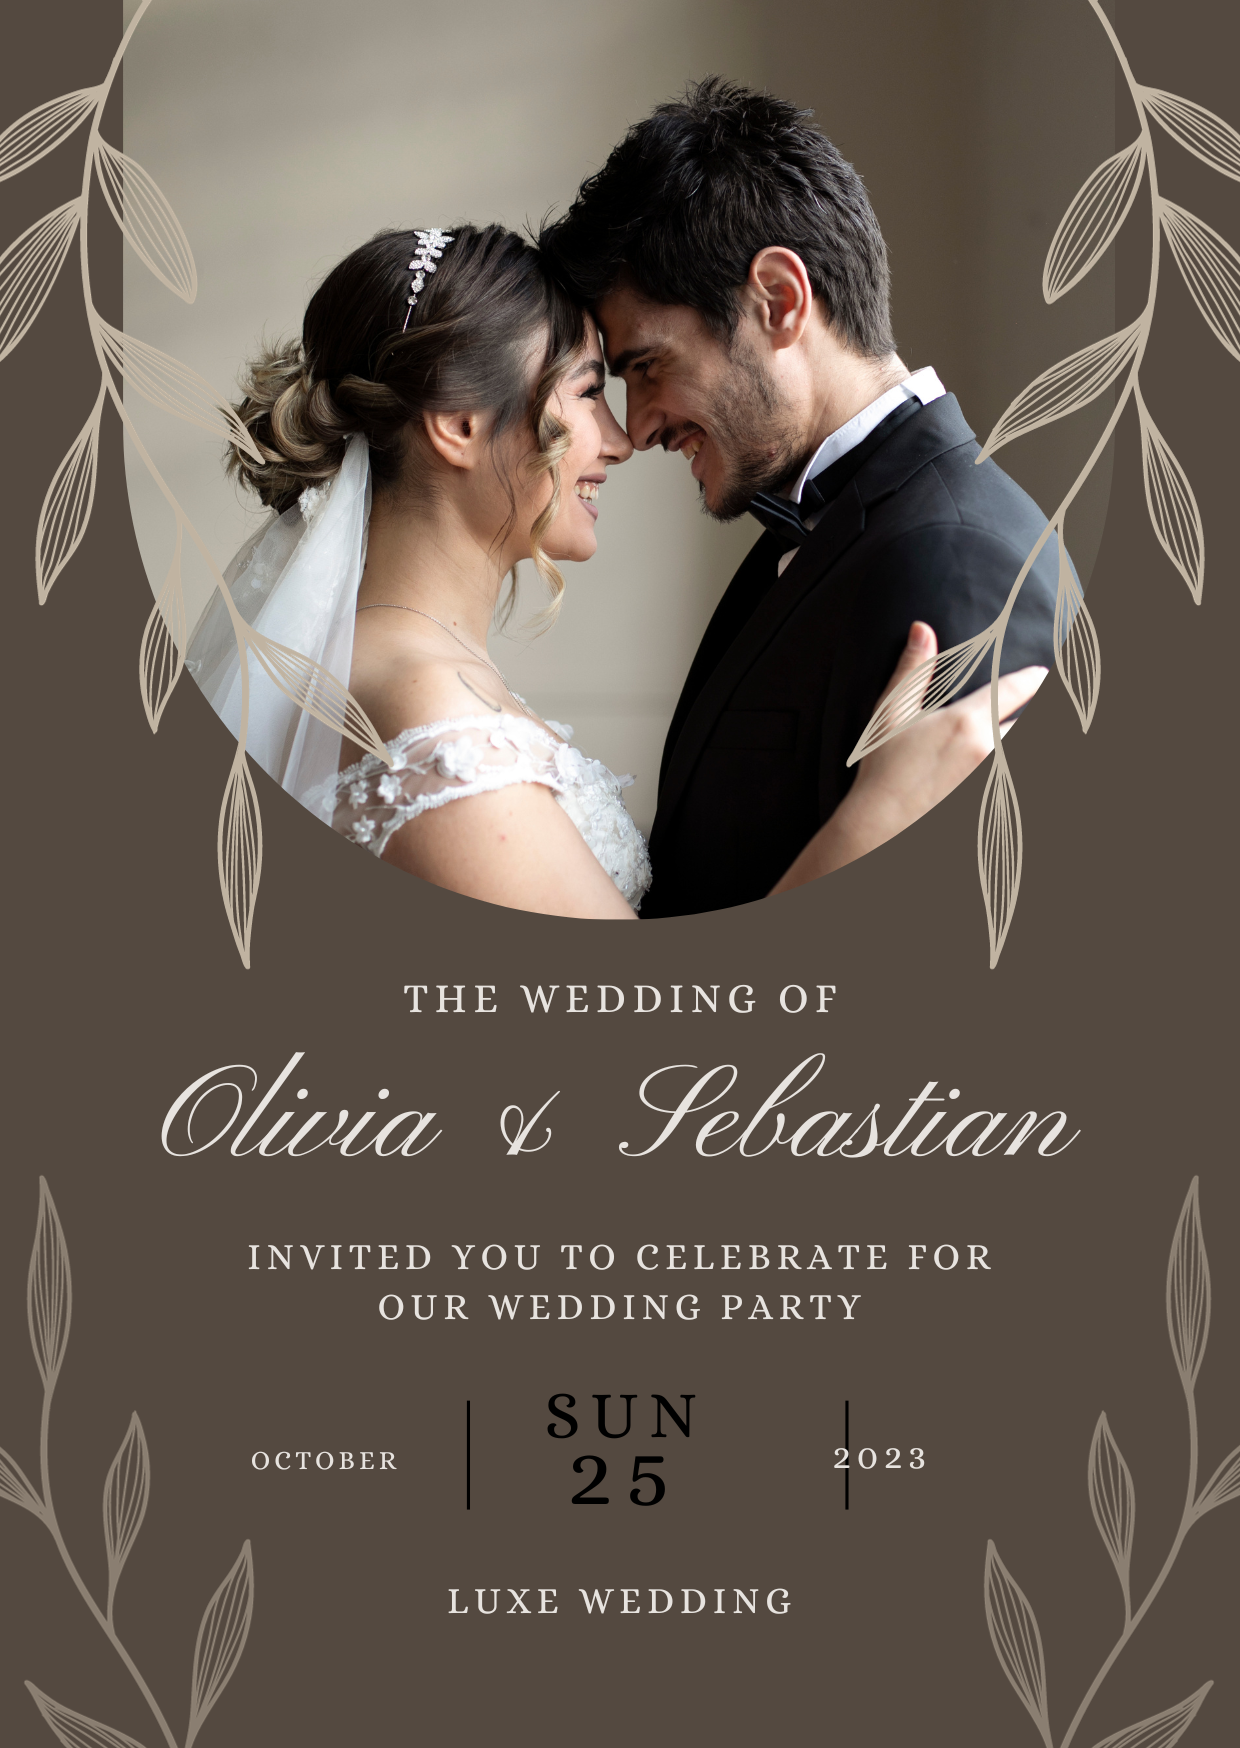 THE WEDDING OF
Olivia & Sebastian
INVITED YOU TO CELEBRATE FOR
OUR WEDDING PARTY
SUN
OCTOBER 25 2023
LUXE WEDDING